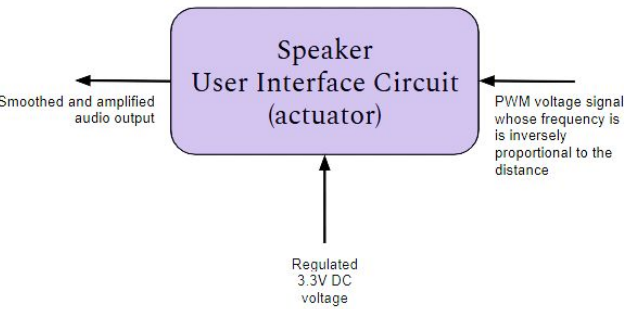 Speaker
User Interface Circuit
(actuator)
Smoothed and amplified
audio output
PWM voltage signal
whose frequency is
is inversely
proportional to the
distance
Regulated
3.3V DC
voltage